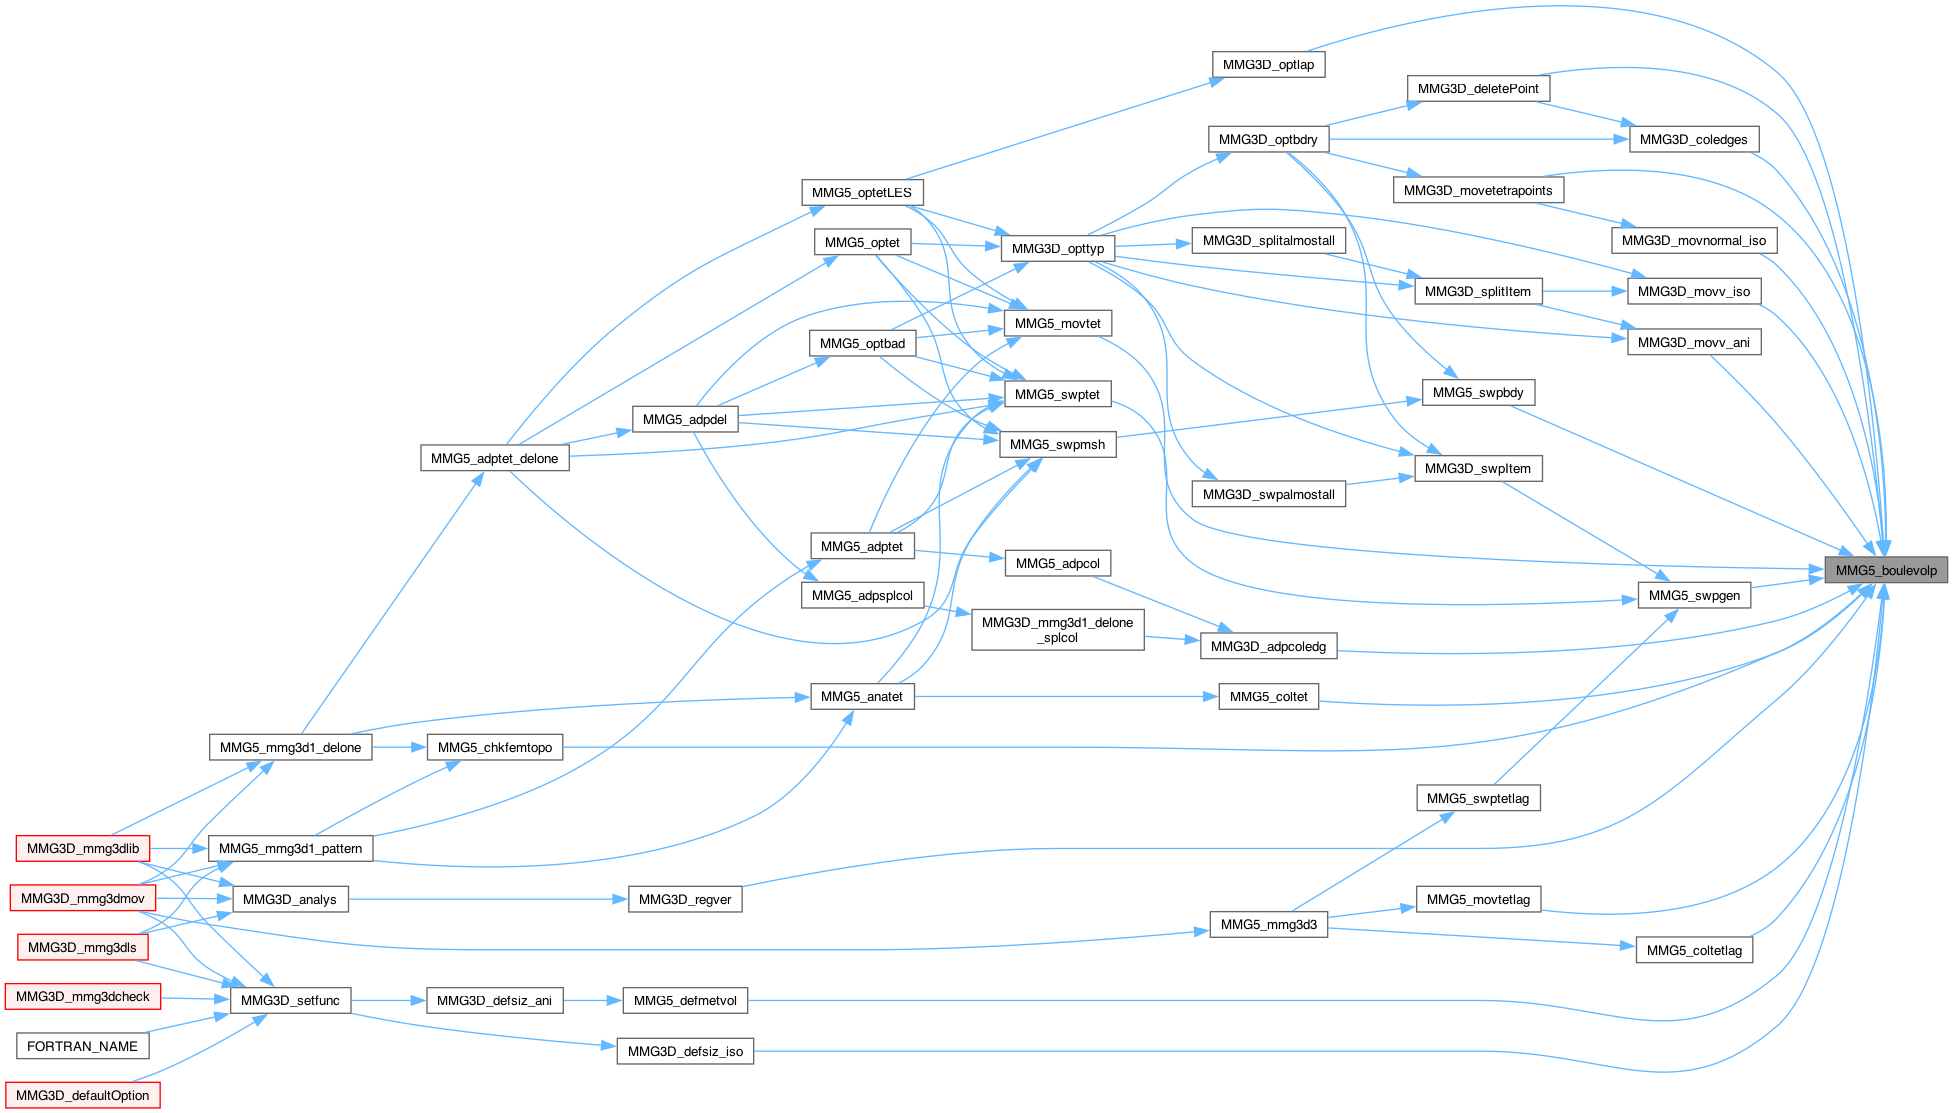 MMG3D_optlap
MMG3D_deletePoint
MMG3D_optbdry
MMG3D_coledges
MMG5_optetLES
MMG3D_movetetrapoints
MMG5_optet
MMG3D_opttyp
MMG3D_splitalmostall
MMG3D_movnormal_iso
MMG3D_splitItem
MMG3D_movv_iso
MMG5_movtet
MMG5_optbad
MMG3D_movv_ani
MMG5_swptet
MMG5_swpbdy
MMG5_adpdel
MMG5_swpmsh
MMG5_adptet_delone
MMG3D_swpItem
MMG3D_swpalmostall
MMG5_adptet
MMG5_adpcol
MMG5_boulevolp
MMG5_adpsplcol
MMG5_swpgen
MMG3D_mmg3d1_delone
_splcol
MMG3D_adpcoledg
MMG5_anatet
MMG5_coltet
MMG5_mmg3d1_delone
MMG5_chkfemtopo
MMG5_swptetlag
MMG3D_mmg3dlib
MMG5_mmg3d1_pattern
MMG3D_mmg3dmov
MMG3D_analys
MMG3D_regver
MMG5_movtetlag
MMG5_mmg3d3
MMG3D_mmg3dls
MMG5_coltetlag
MMG3D_mmg3dcheck
MMG3D_setfunc
MMG3D_defsiz_ani
MMG5_defmetvol
FORTRAN_NAME
MMG3D_defsiz_iso
MMG3D_defaultOption